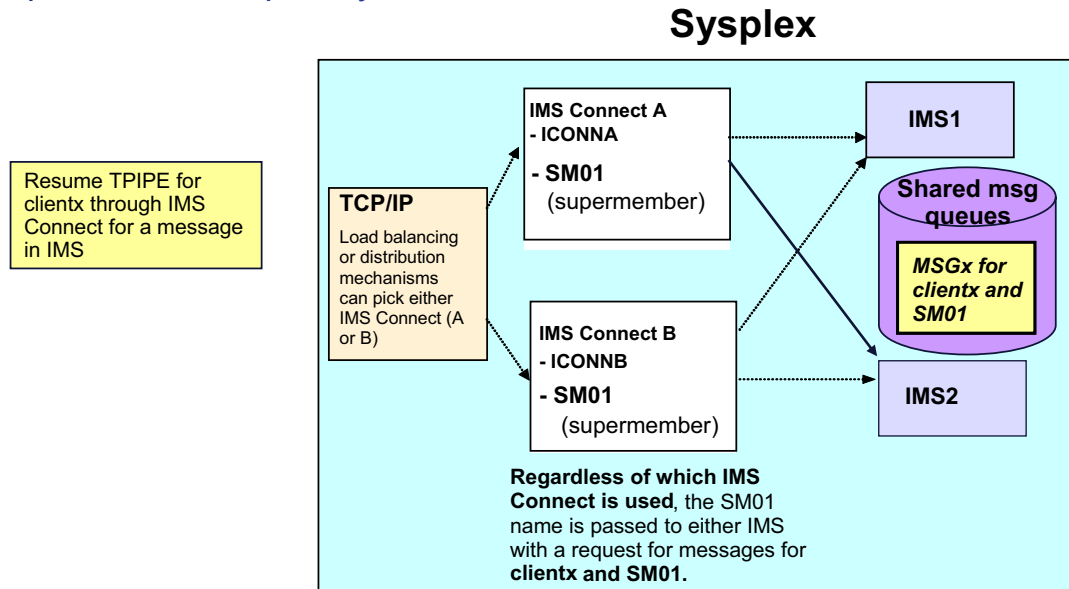 Sysplex
Resume TPIPE for
clientx through IMS
Connect for a message
in IMS
TCP/IP
Load balancing
or distribution
mechanisms
can pick either
IMS Connect (A
or B)
IMS Connect A
- ICONNA
- SM01
(supermember)
IMS Connect B
- ICONNB
- SM01
(supermember)
Regardless of which IMS
Connect is used, the SM01
name is passed to either IMS
with a request for messages for
clientx and SM01.
IMS1
Shared msg
queues
MSGx for
clientx and
SM01
IMS2